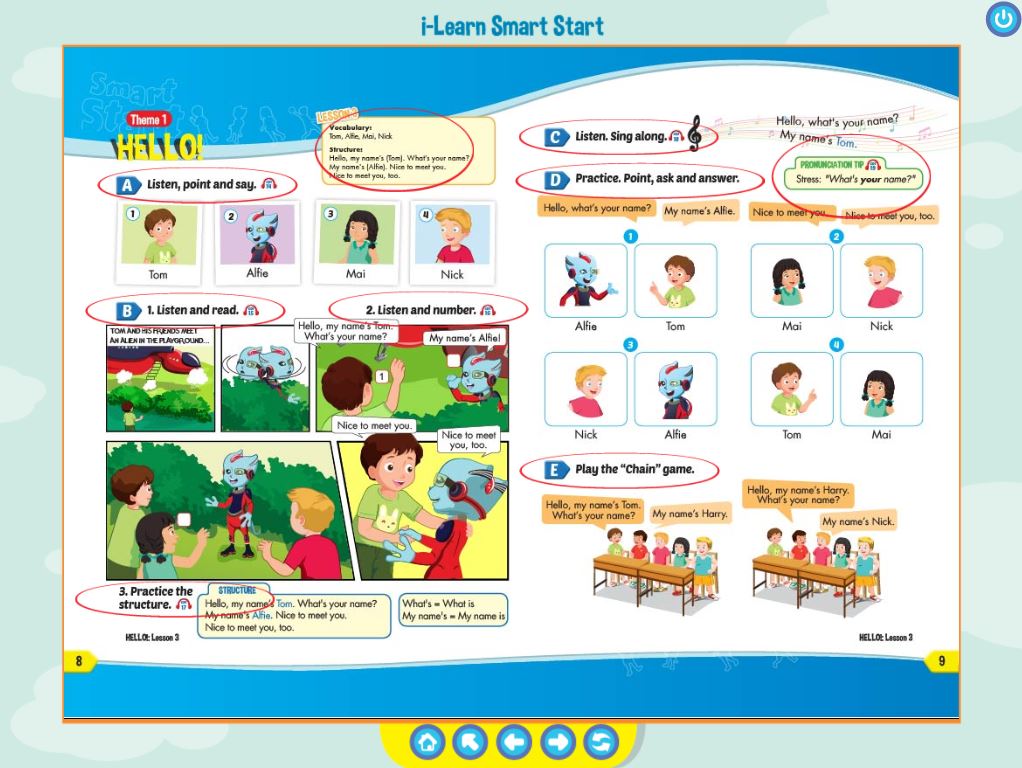 i-Learn Smart Start
Smart
Start
Theme 1
HELLO!
LESSON 3
Vocabulary:
Tom, Alfie, Mai, Nick
Structure:
Hello, my name's (Tom). What's your name?
My name's (Alfie). Nice to meet you.
Nice to meet you, too.
A Listen, point and say.
1
2
3
4
Tom
Alfie
Mai
Nick
B 1. Listen and read.
2. Listen and number.
TOM AND HIS FRIENDS MEET
AN ALIEN IN THE PLAYGROUND...
Hello, my name's Tom.
What's your name?
My name's Alfie!
1
Nice to meet you.
Nice to meet
you, too.
3. Practice the
structure.
STRUCTURE
Hello, my name's Tom. What's your name?
My name's Alfie. Nice to meet you.
Nice to meet you, too.
What's = What is
My name's = My name is
HELLO!: Lesson 3
8
C Listen. Sing along.
Hello, what's your name?
My name's Tom.
D Practice. Point, ask and answer.
PRONUNCIATION TIP
Stress: "What's your name?"
Hello, what's your name?
My name's Alfie.
Nice to meet you.
Nice to meet you, too.
1
2
Alfie
Tom
Mai
Nick
3
4
Nick
Alfie
Tom
Mai
E Play the "Chain" game.
Hello, my name's Tom.
What's your name?
My name's Harry.
Hello, my name's Harry.
What's your name?
My name's Nick.
HELLO!: Lesson 3
9